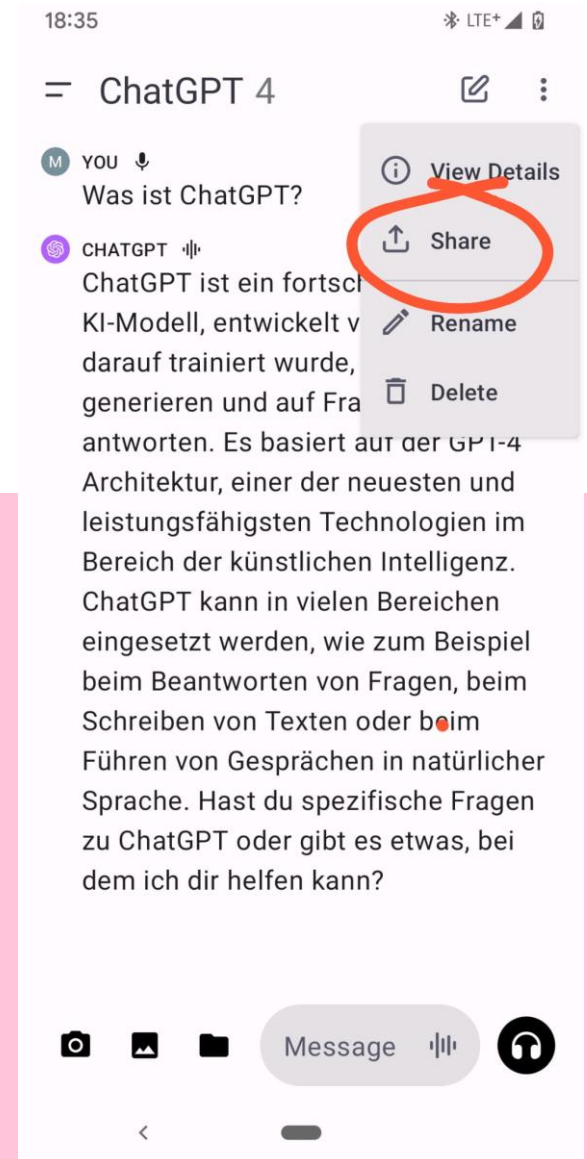 18:35
LTE+
ChatGPT 4
M
YOU
Was ist ChatGPT?
CHATGPT
ChatGPT ist ein
KI-Modell, entwickelt
darauf trainiert wurde,
generieren und auf
antworten. Es basiert auf der GPT-4
Architektur, einer der neuesten und
leistungsfähigsten Technologien im
Bereich der künstlichen Intelligenz.
ChatGPT kann in vielen Bereichen
eingesetzt werden, wie zum Beispiel
beim Beantworten von Fragen, beim
Schreiben von Texten oder beim
Führen von Gesprächen in natürlicher
Sprache. Hast du spezifische Fragen
zu ChatGPT oder gibt es etwas, bei
dem ich dir helfen kann?
View Details
Share
Rename
Delete
Message